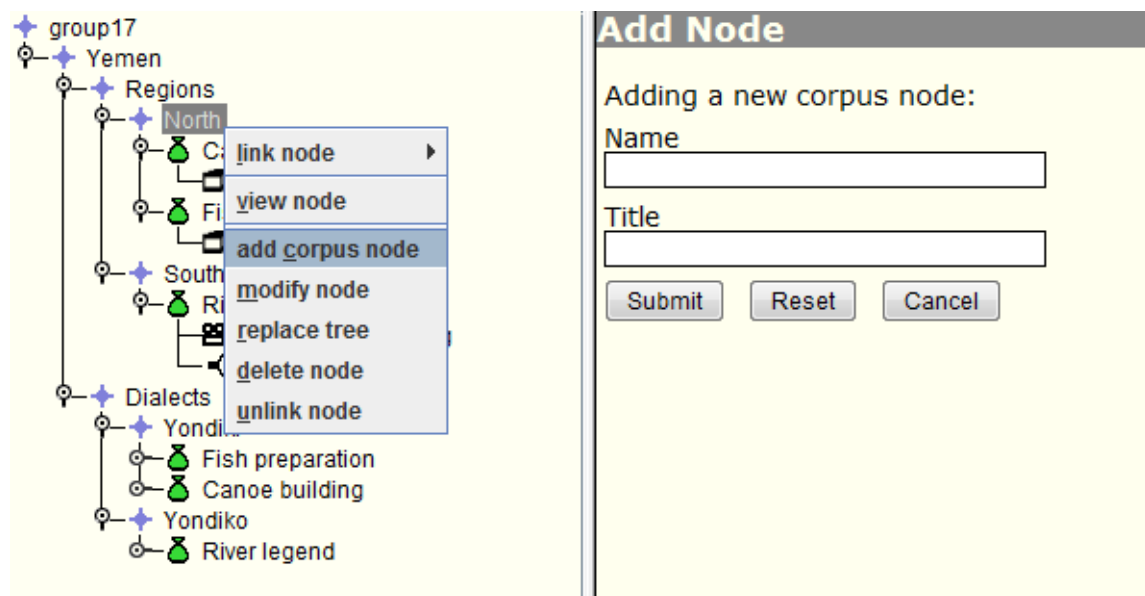 group17
Yemen
Regions
North
link node
view node
add corpus node
South
modify node
replace tree
delete node
Dialects
unlink node
Fish preparation
Canoe building
Yondiko
River legend
Add Node
Adding a new corpus node:
Name
Title
Submit Reset Cancel